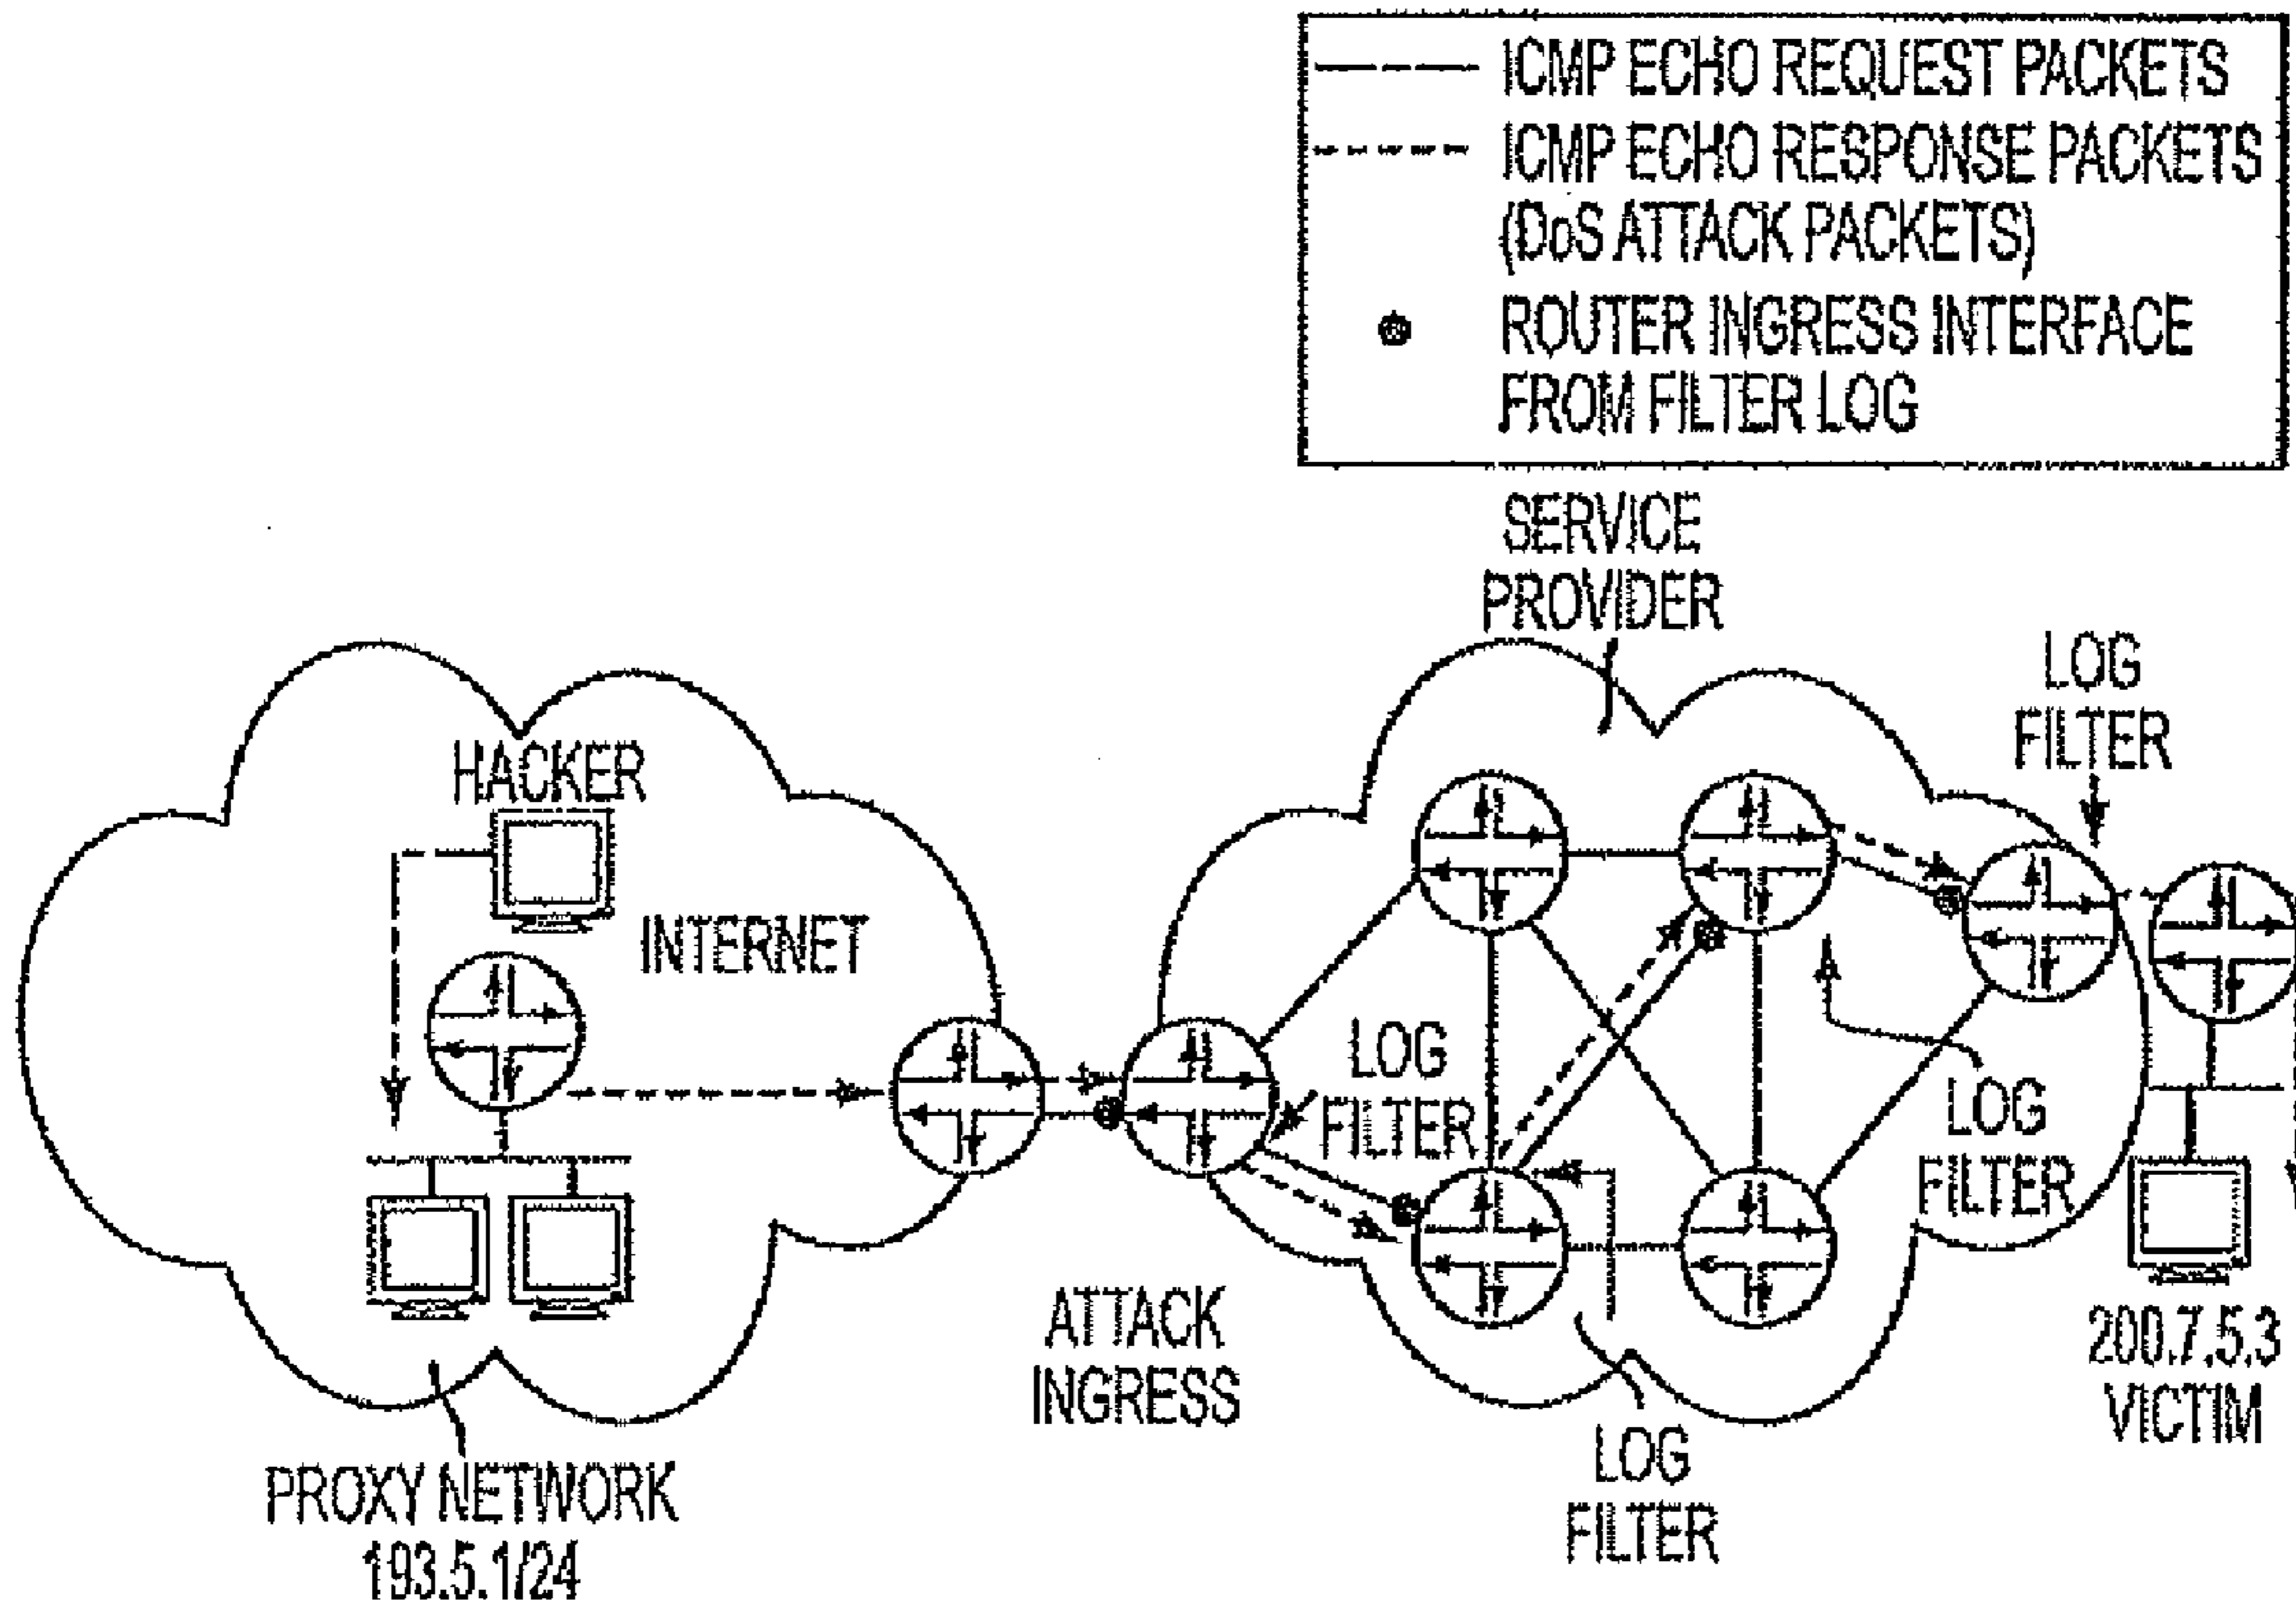 ICMP ECHO REQUEST PACKETS
ICMP ECHO RESPONSE PACKETS
(DoS ATTACK PACKETS)
ROUTER INGRESS INTERFACE
FROM FILTER LOG
SERVICE
PROVIDER
LOG
FILTER
HACKER
INTERNET
LOG
FILTER
LOG
FILTER
ATTACK
INGRESS
200.7.5.3
VICTIM
LOG
FILTER
PROXY NETWORK
193.5.1/24